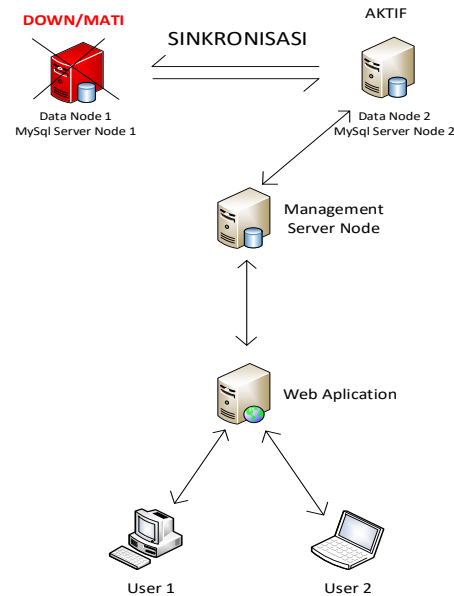 DOWN/MATI
AKTIF
SINKRONISASI
Data Node 1
MySql Server Node 1
Data Node 2
MySql Server Node 2
Management
Server Node
Web Aplication
User 1
User 2